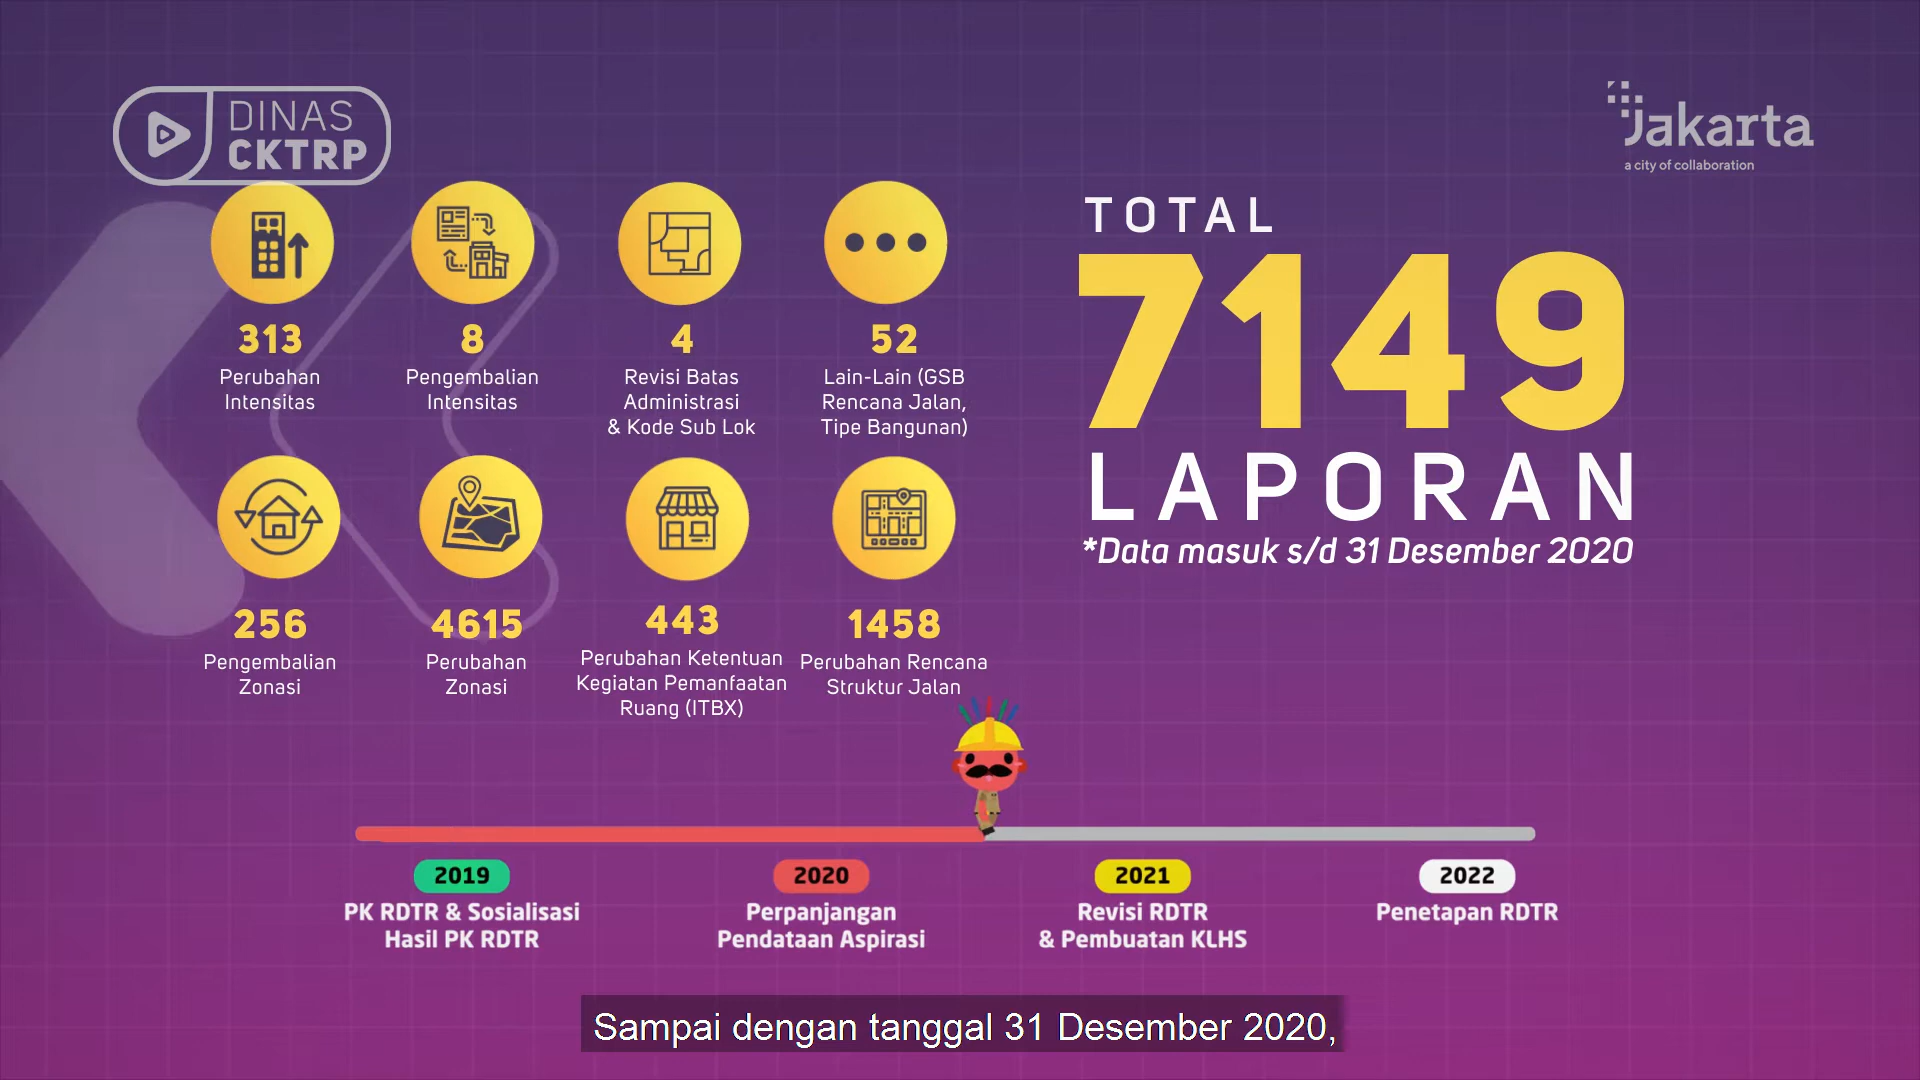 DINAS
CKTRP
Jakarta
a city of collaboration
313
Perubahan
Intensitas
8
Pengembalian
Intensitas
4
Revisi Batas
Administrasi
& Kode Sub Lok
52
Lain-Lain (GSB
Rencana Jalan,
Tipe Bangunan)
256
Pengembalian
Zonasi
4615
Perubahan
Zonasi
443
Perubahan Ketentuan
Kegiatan Pemanfaatan
Ruang (ITBX)
1458
Perubahan Rencana
Struktur Jalan
TOTAL
7149
LAPORAN
*Data masuk s/d 31 Desember 2020
2019
PK RDTR & Sosialisasi
Hasil PK RDTR
2020
Perpanjangan
Pendataan Aspirasi
2021
Revisi RDTR
& Pembuatan KLHS
2022
Penetapan RDTR
Sampai dengan tanggal 31 Desember 2020,